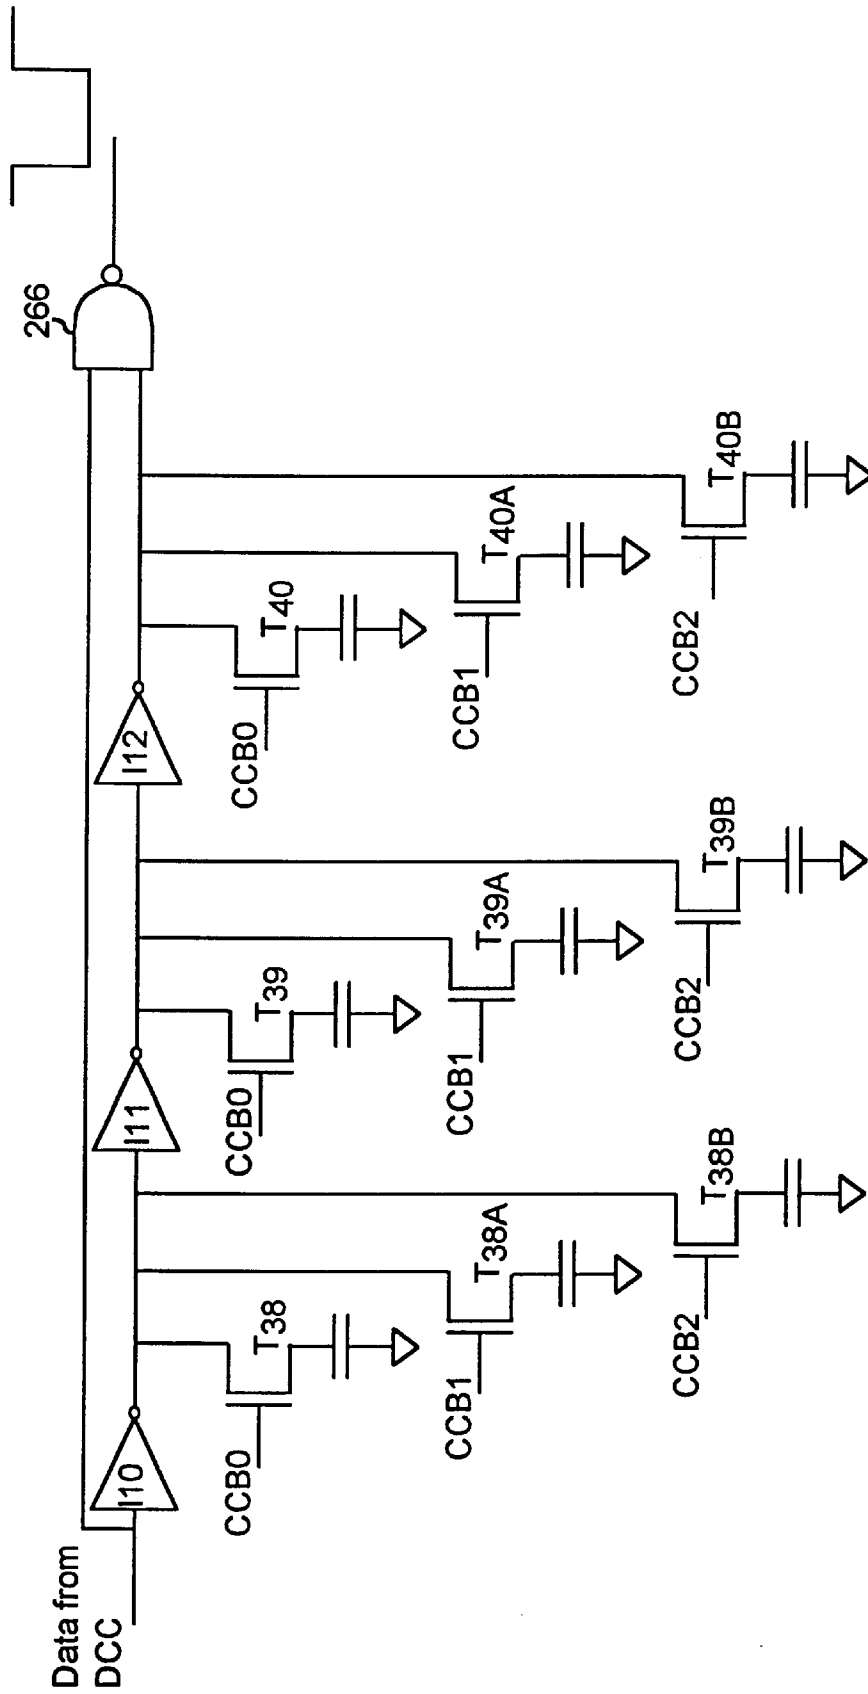 Data from
DCC
I10
I11
I12
266
CCB0
T38
CCB1
T38A
CCB2
T38B
CCB0
T39
CCB1
T39A
CCB2
T39B
CCB0
T40
CCB1
T40A
CCB2
T40B